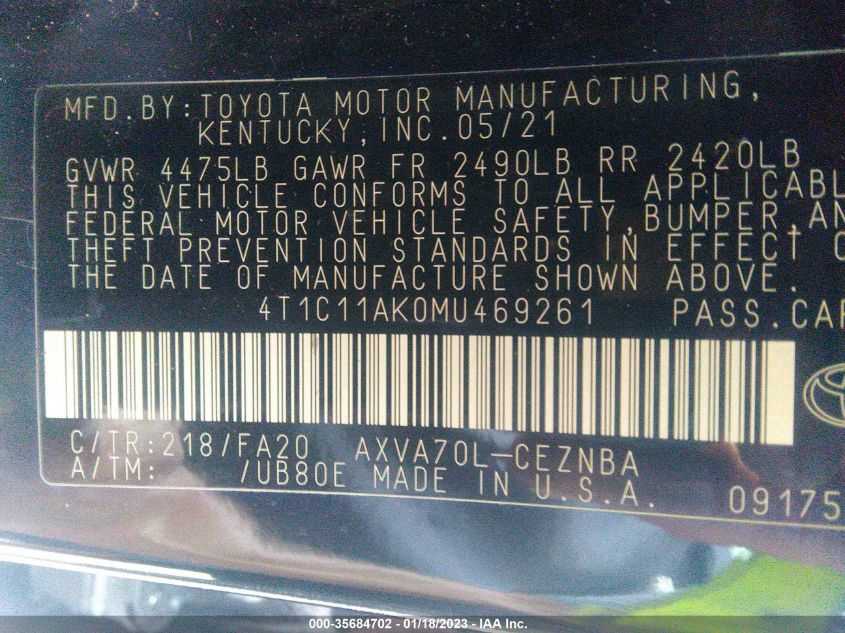 MFD.BY:TOYOTA MOTOR MANUFACTURING,
KENTUCKY,INC.05/21
GVWR 4475LB GAWR FR 2490LB RR 2420LB
THIS VEHICLE CONFORMS TO ALL APPLICABL
FEDERAL MOTOR VEHICLE SAFETY,BUMPER,AN
THEFT PREVENTION STANDARDS IN EFFECT O
THE DATE OF MANUFACTURE SHOWN ABOVE.
4T1C11AK0MU469261 PASS.CAR
C/TR:218/FA20 AXVA70L-CEZNBA
A/TM: /UB80E MADE IN U.S.A. 09175
000-35684702 - 01/18/2023 - IAA Inc.